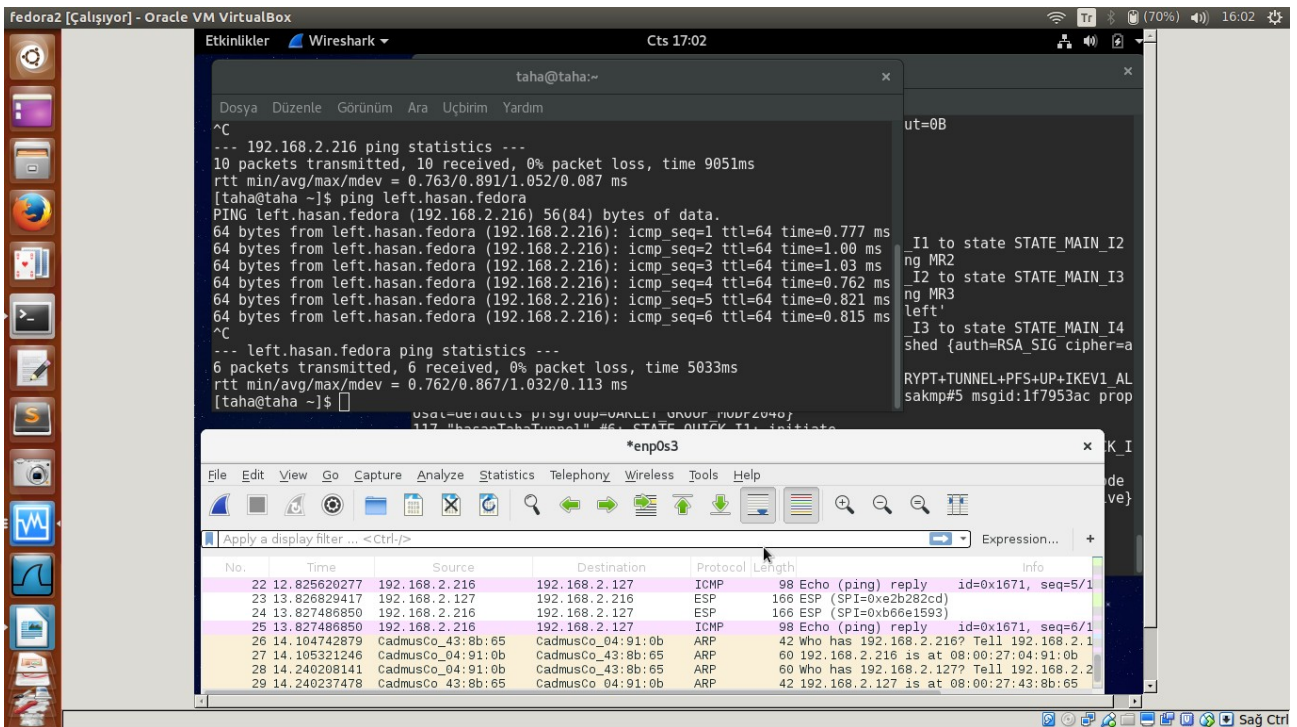 fedora2 [Çalışıyor] - Oracle VM VirtualBox
Tr
(70%)
16:02
Etkinlikler
Wireshark
Cts 17:02
taha@taha:~
Dosya Düzenle Görünüm Ara Uçbirim Yardım
^C
--- 192.168.2.216 ping statistics ---
10 packets transmitted, 10 received, 0% packet loss, time 9051ms
rtt min/avg/max/mdev = 0.763/0.891/1.052/0.087 ms
[taha@taha ~]$ ping left.hasan.fedora
PING left.hasan.fedora (192.168.2.216) 56(84) bytes of data.
64 bytes from left.hasan.fedora (192.168.2.216): icmp_seq=1 ttl=64 time=0.777 ms
64 bytes from left.hasan.fedora (192.168.2.216): icmp_seq=2 ttl=64 time=1.00 ms
64 bytes from left.hasan.fedora (192.168.2.216): icmp_seq=3 ttl=64 time=1.03 ms
64 bytes from left.hasan.fedora (192.168.2.216): icmp_seq=4 ttl=64 time=0.762 ms
64 bytes from left.hasan.fedora (192.168.2.216): icmp_seq=5 ttl=64 time=0.821 ms
64 bytes from left.hasan.fedora (192.168.2.216): icmp_seq=6 ttl=64 time=0.815 ms
^C
--- left.hasan.fedora ping statistics ---
6 packets transmitted, 6 received, 0% packet loss, time 5033ms
rtt min/avg/max/mdev = 0.762/0.867/1.032/0.113 ms
[taha@taha ~]$
ut=0B
_I1 to state STATE_MAIN_I2
ng MR2
_I2 to state STATE_MAIN_I3
ng MR3
left'
_I3 to state STATE_MAIN_I4
shed {auth=RSA_SIG cipher=a
RYPT+TUNNEL+PFS+UP+IKEV1_AL
sakmp#5 msgid:1f7953ac prop
osal=defaults pfsgroup=OAKLEY_GROUP_MODP2048}
117 "hasanTahaTunnel" #6: STATE_QUICK_I1: initiate
K_I
ode
ve}
*enp0s3
File Edit View Go Capture Analyze Statistics Telephony Wireless Tools Help
Apply a display filter ... <Ctrl-/>
Expression... +
No. Time Source Destination Protocol Length Info
22 12.825620277 192.168.2.216 192.168.2.127 ICMP 98 Echo (ping) reply id=0x1671, seq=5/1
23 13.826829417 192.168.2.127 192.168.2.216 ESP 166 ESP (SPI=0xe2b282cd)
24 13.827486850 192.168.2.216 192.168.2.127 ESP 166 ESP (SPI=0xb66e1593)
25 13.827486850 192.168.2.216 192.168.2.127 ICMP 98 Echo (ping) reply id=0x1671, seq=6/1
26 14.104742879 CadmusCo_43:8b:65 CadmusCo_04:91:0b ARP 42 Who has 192.168.2.216? Tell 192.168.2.1
27 14.105321246 CadmusCo_04:91:0b CadmusCo_43:8b:65 ARP 60 192.168.2.216 is at 08:00:27:04:91:0b
28 14.240208141 CadmusCo_04:91:0b CadmusCo_43:8b:65 ARP 60 Who has 192.168.2.127? Tell 192.168.2.2
29 14.240237478 CadmusCo_43:8b:65 CadmusCo_04:91:0b ARP 42 192.168.2.127 is at 08:00:27:43:8b:65
Sağ Ctrl